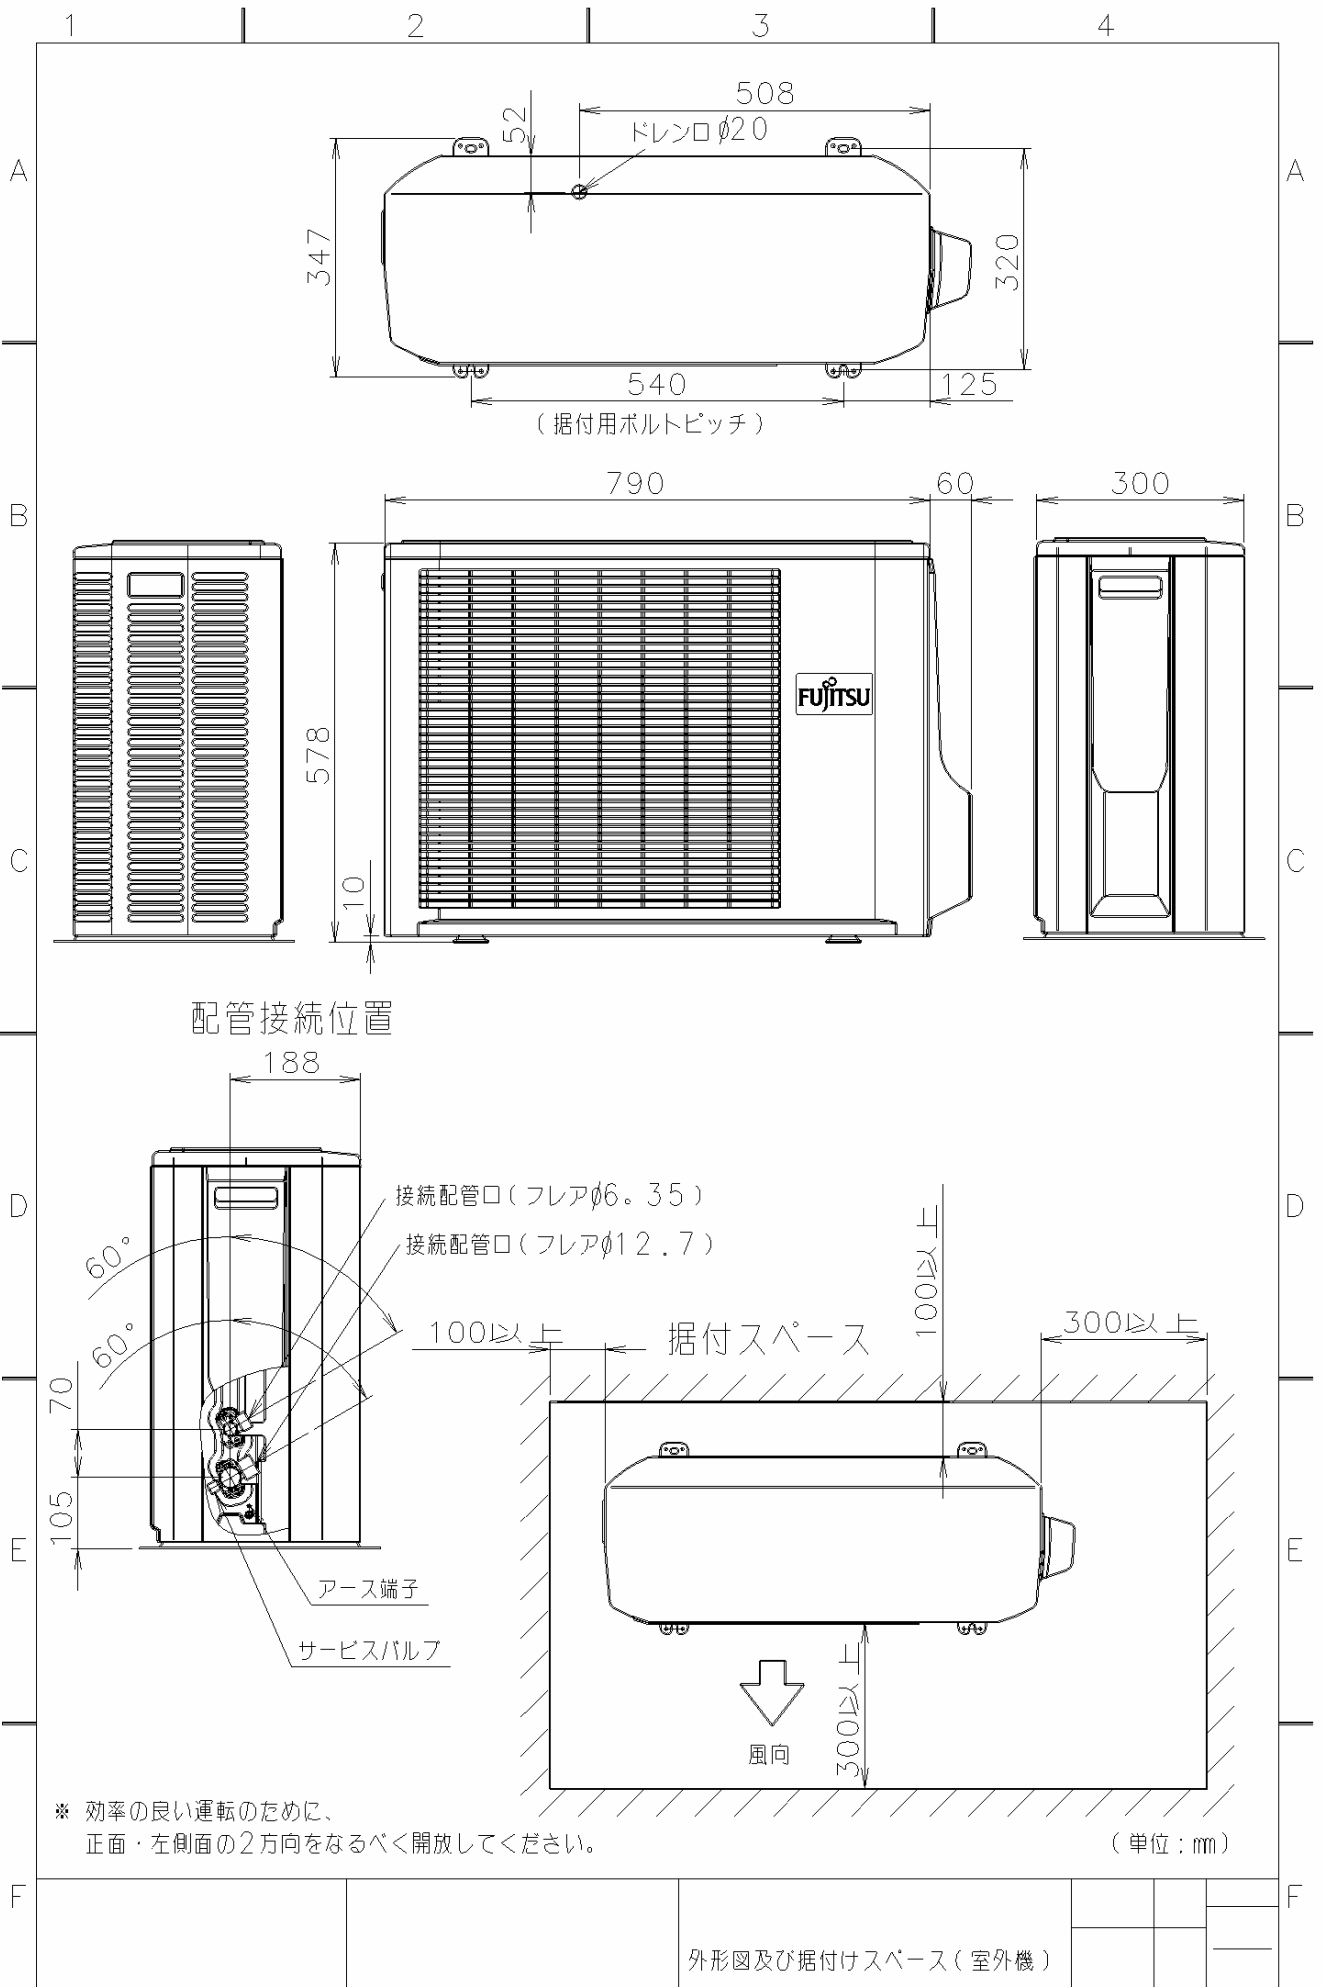 1 2 3 4
A A
508
52
ドレン口φ20
347
320
540
125
(据付用ボルトピッチ)
B B
790
60
300
FUJITSU
578
10
C C
配管接続位置
188
D D
接続配管口(フレアφ6。35)
接続配管口(フレアφ12.7)
60°
60°
70
105
アース端子
サービスバルブ
100以上
据付スペース
100以上
300以上
E E
300以上
風向
※ 効率の良い運転のために、
正面・左側面の2方向をなるべく開放してください。
(単位:mm)
F F
外形図及び据付けスペース(室外機)